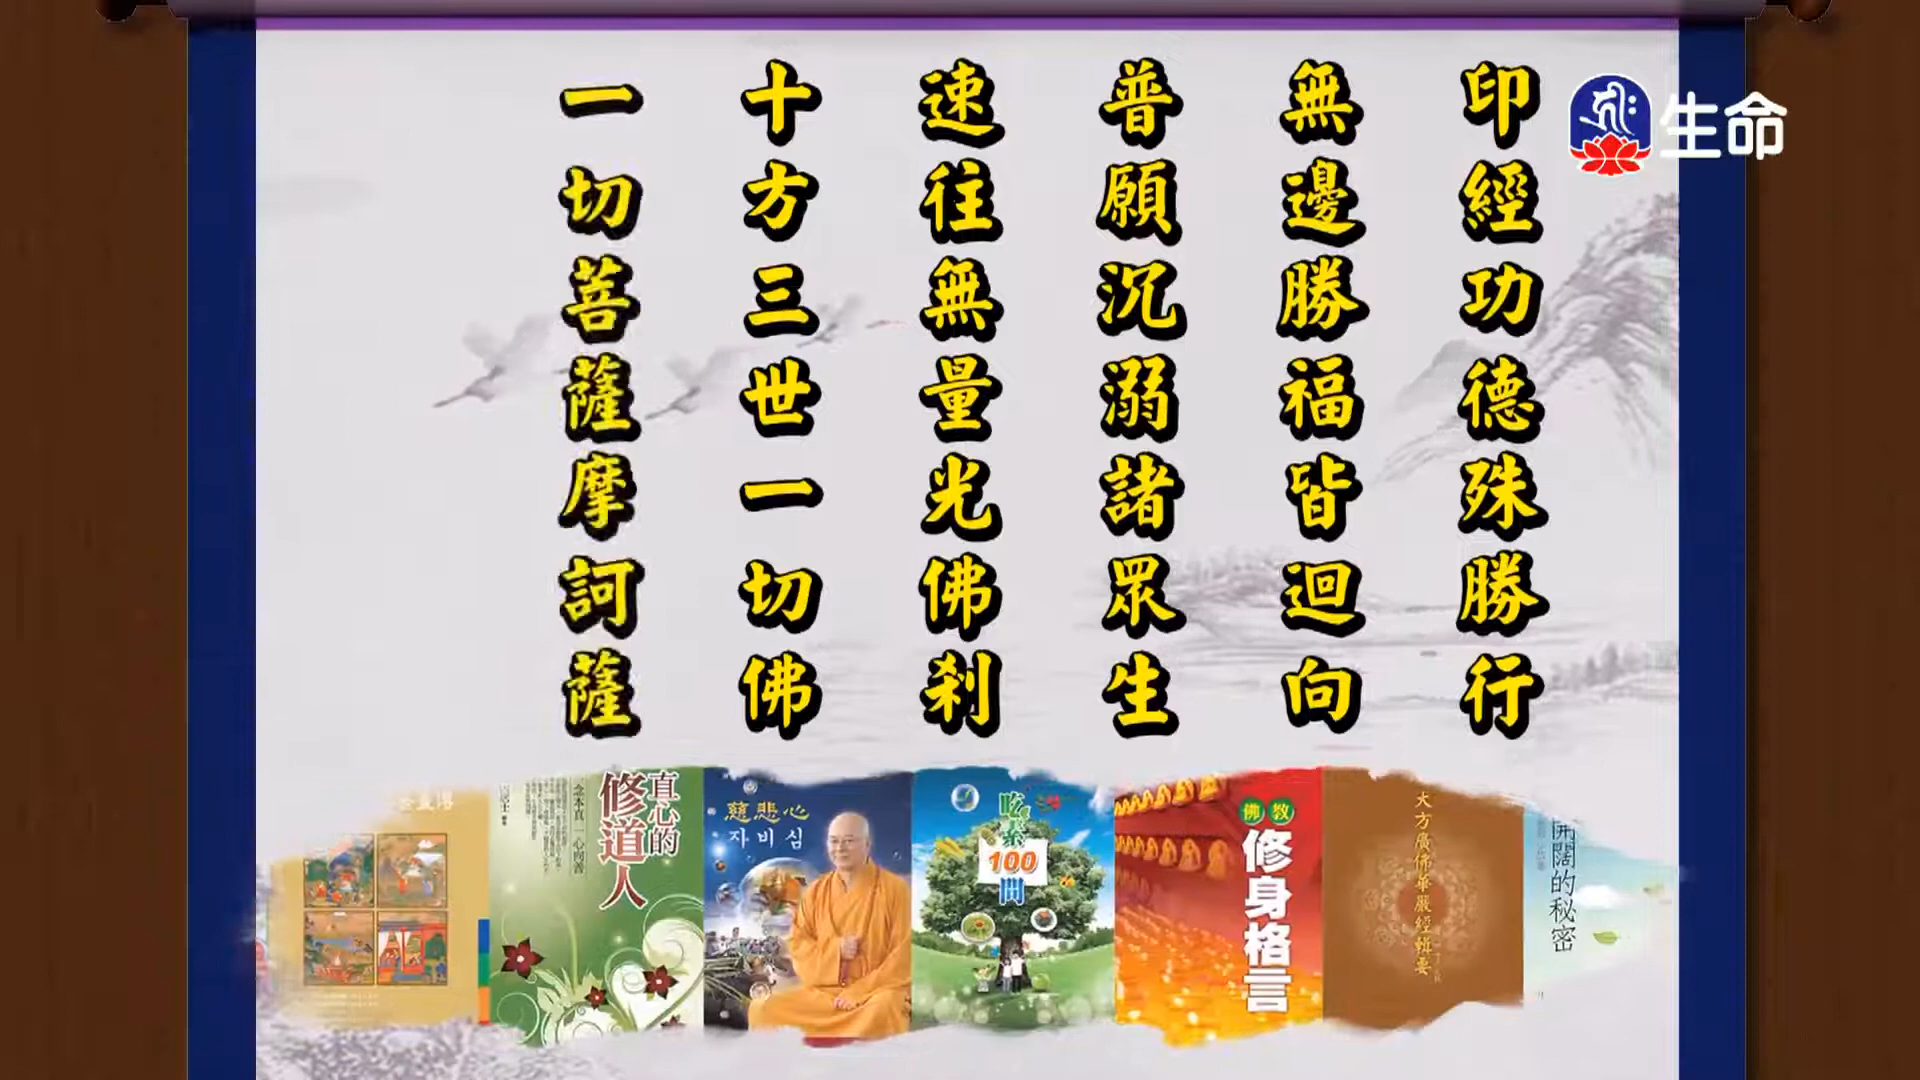 印經功德殊勝行
無邊勝福皆迴向
普願沉溺諸眾生
速往無量光佛剎
十方三世一切佛
一切菩薩摩訶薩
生命
開闊的秘密
大方廣佛華嚴經輯要
佛教
修身格言
吃素
100
問
慈悲心
자비심
直心的
修道人
念本真 一心向善